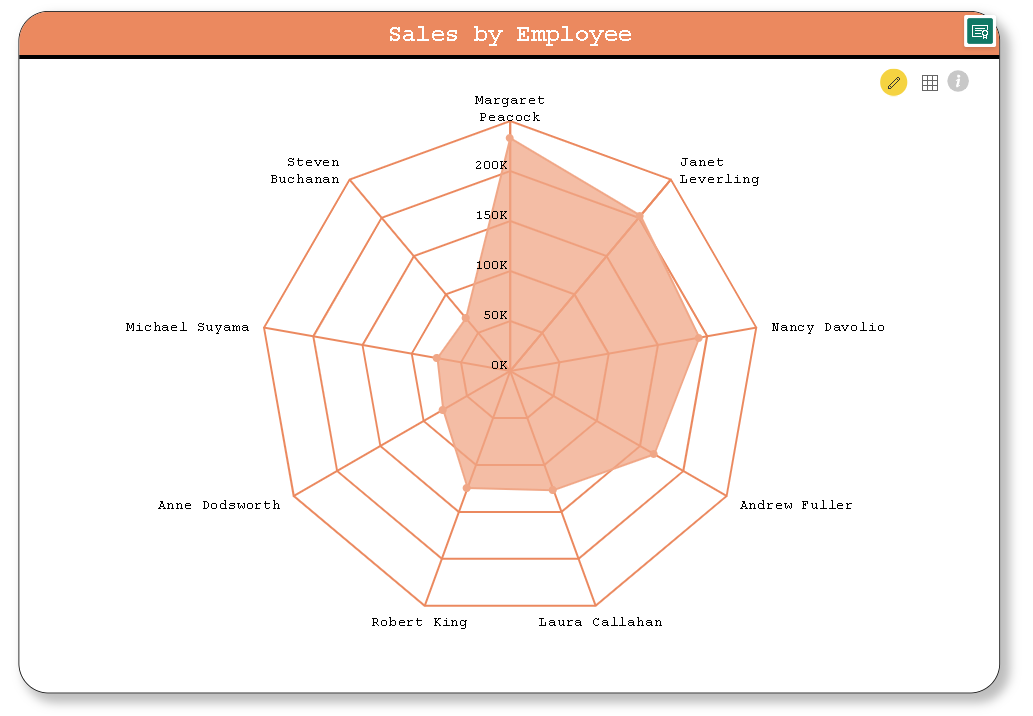 Sales by Employee
i
Margaret
Peacock
Steven
Buchanan
Janet
Leverling
200K
150K
100K
50K
0K
Michael Suyama
Nancy Davolio
Anne Dodsworth
Andrew Fuller
Robert King
Laura Callahan